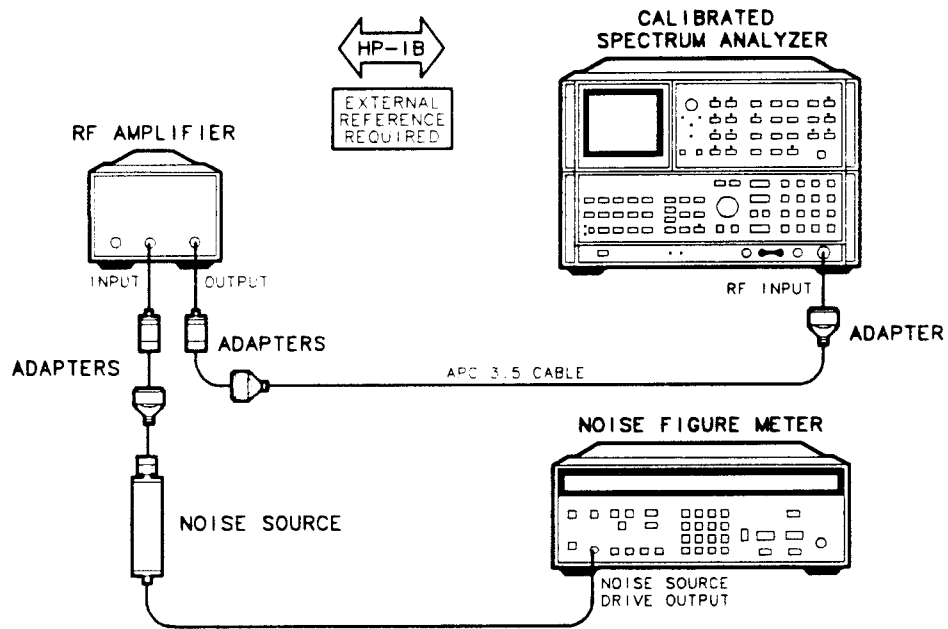 CALIBRATED
SPECTRUM ANALYZER
HP-IB
EXTERNAL
REFERENCE
REQUIRED
RF AMPLIFIER
INPUT
OUTPUT
RF INPUT
ADAPTERS
ADAPTERS
ADAPTER
APC 3.5 CABLE
NOISE FIGURE METER
NOISE SOURCE
NOISE SOURCE
DRIVE OUTPUT